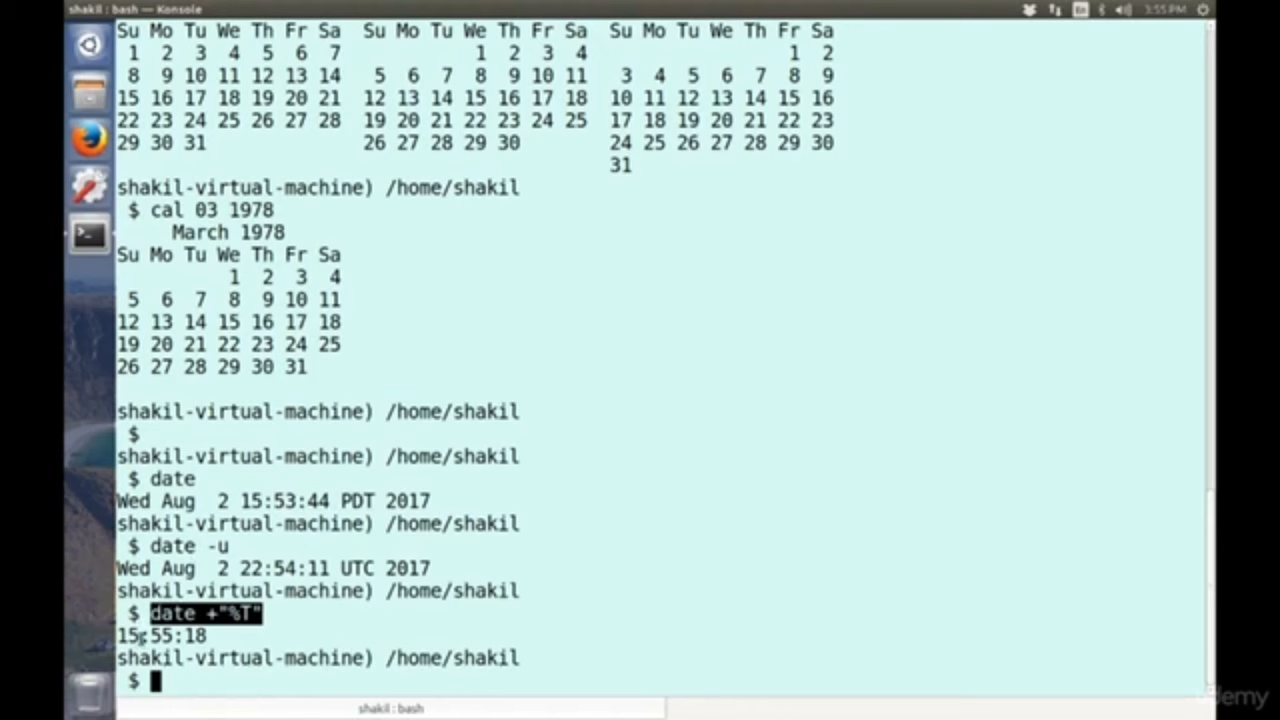 shakil : bash — Konsole
En 3:55 PM
Su Mo Tu We Th Fr Sa  Su Mo Tu We Th Fr Sa  Su Mo Tu We Th Fr Sa
 1  2  3  4  5  6  7            1  2  3  4                  1  2
 8  9 10 11 12 13 14   5  6  7  8  9 10 11   3  4  5  6  7  8  9
15 16 17 18 19 20 21  12 13 14 15 16 17 18  10 11 12 13 14 15 16
22 23 24 25 26 27 28  19 20 21 22 23 24 25  17 18 19 20 21 22 23
29 30 31              26 27 28 29 30        24 25 26 27 28 29 30
                                            31
shakil-virtual-machine) /home/shakil
 $ cal 03 1978
     March 1978
Su Mo Tu We Th Fr Sa
          1  2  3  4
 5  6  7  8  9 10 11
12 13 14 15 16 17 18
19 20 21 22 23 24 25
26 27 28 29 30 31
shakil-virtual-machine) /home/shakil
 $
shakil-virtual-machine) /home/shakil
 $ date
Wed Aug  2 15:53:44 PDT 2017
shakil-virtual-machine) /home/shakil
 $ date -u
Wed Aug  2 22:54:11 UTC 2017
shakil-virtual-machine) /home/shakil
 $ date +"%T"
15:55:18
shakil-virtual-machine) /home/shakil
 $
shakil : bash
udemy